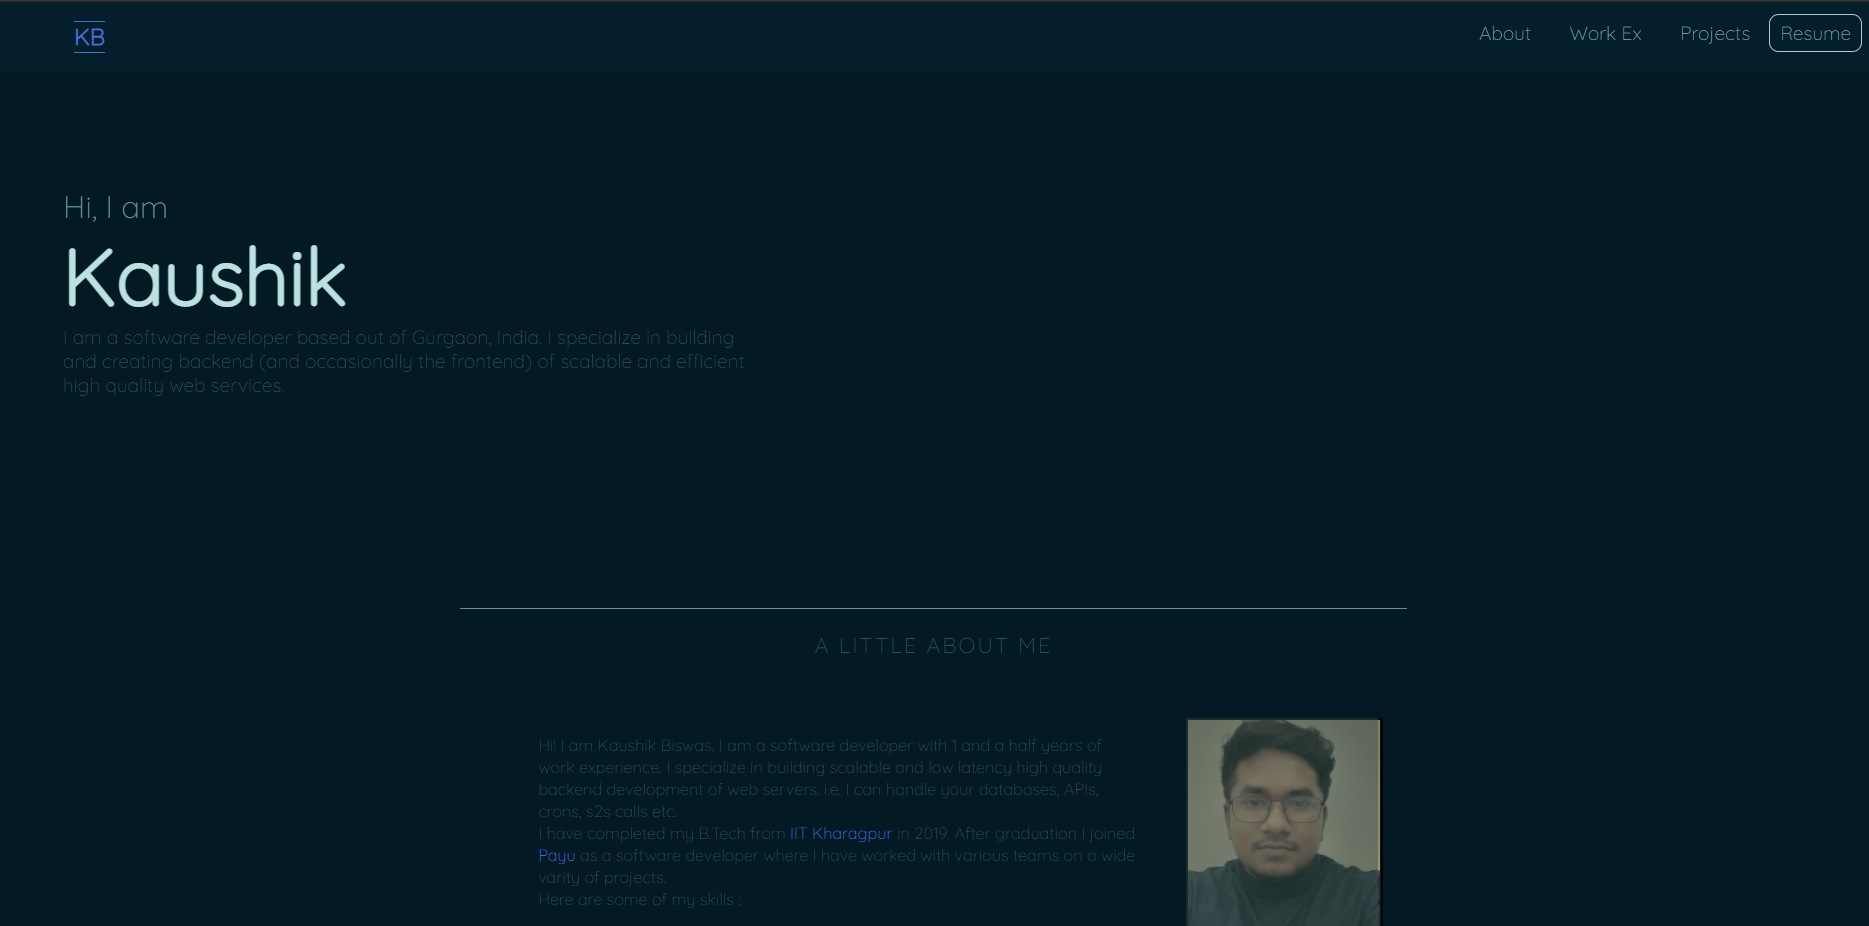 KB
About Work Ex Projects Resume
Hi, I am
Kaushik
I am a software developer based out of Gurgaon, India. I specialize in building
and creating backend (and occasionally the frontend) of scalable and efficient
high quality web services.
A LITTLE ABOUT ME
Hi! I am Kaushik Biswas. I am a software developer with 1 and a half years of
work experience. I specialize in building scalable and low latency high quality
backend development of web servers. i.e. I can handle your databases, APIs,
crons, s2s calls etc.
I have completed my B.Tech from IIT Kharagpur in 2019. After graduation I joined
Payu as a software developer where I have worked with various teams on a wide
varity of projects.
Here are some of my skills :